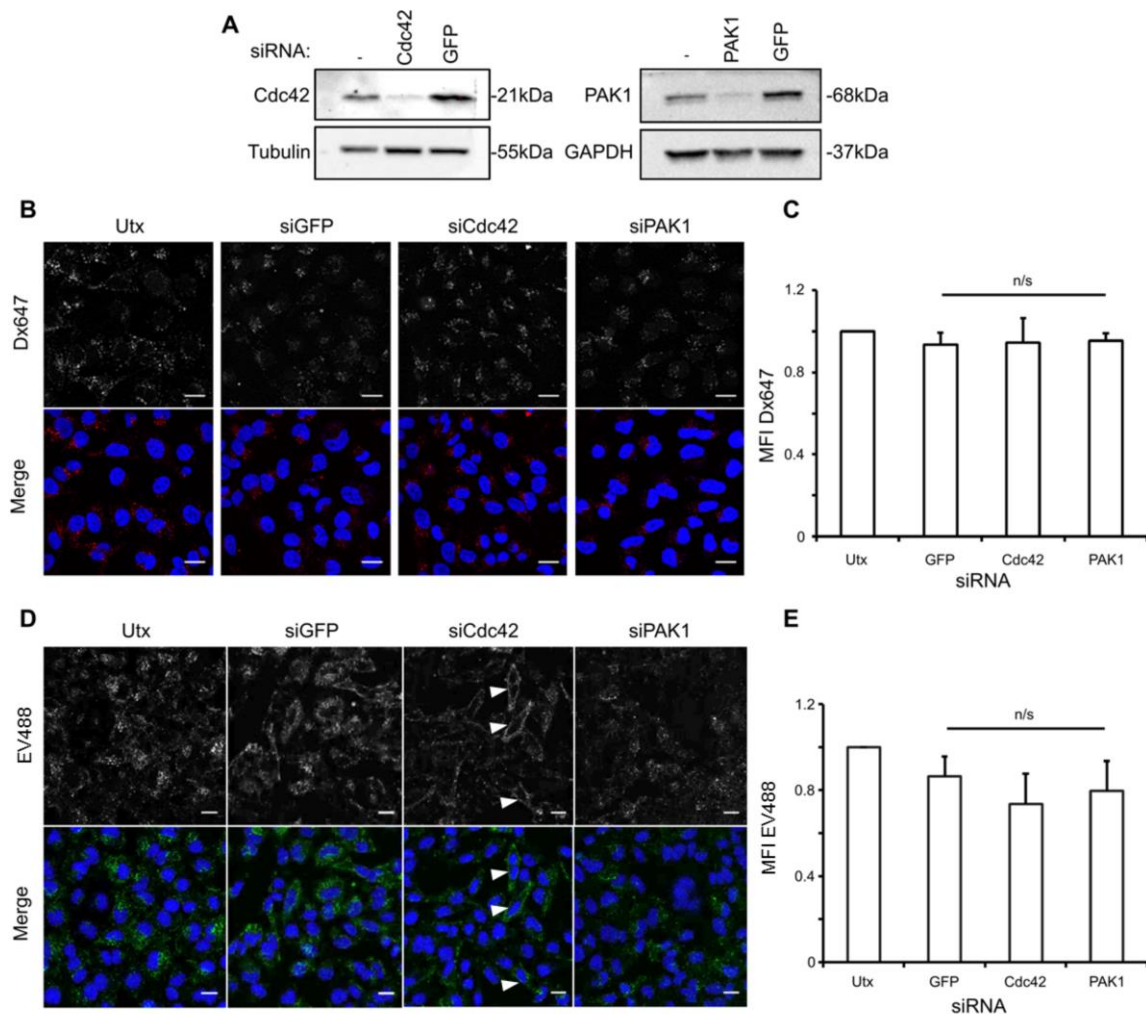 A
siRNA:
-
Cdc42
GFP
Cdc42
-21kDa
Tubulin
-55kDa
-
PAK1
GFP
PAK1
-68kDa
GAPDH
-37kDa
B
Utx
siGFP
siCdc42
siPAK1
Dx647
Merge
C
n/s
1.2
0.8
0.4
0
MFI Dx647
Utx
GFP
Cdc42
PAK1
siRNA
D
Utx
siGFP
siCdc42
siPAK1
EV488
Merge
E
n/s
1.2
0.8
0.4
0
MFI EV488
Utx
GFP
Cdc42
PAK1
siRNA